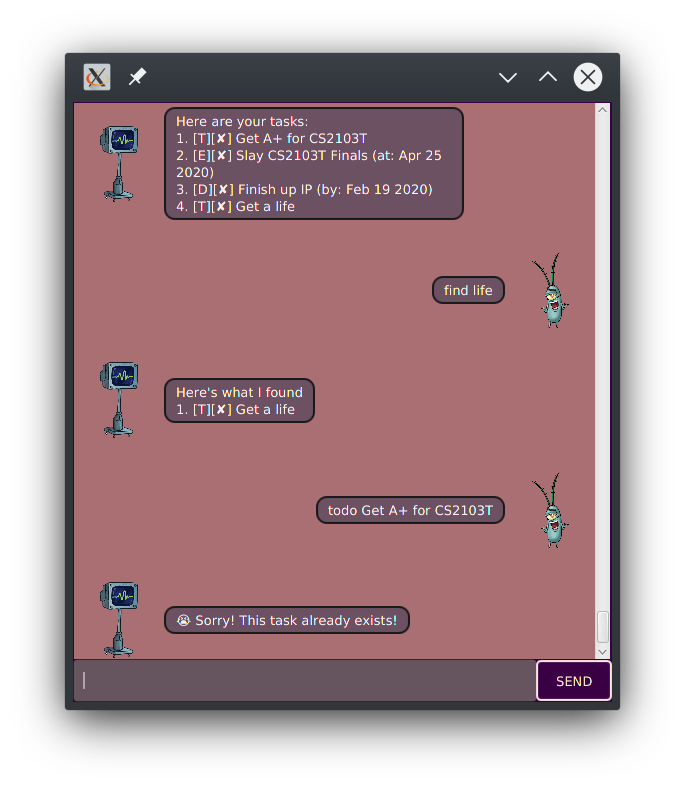 Here are your tasks:
1. [T][✘] Get A+ for CS2103T
2. [E][✘] Slay CS2103T Finals (at: Apr 25
2020)
3. [D][✘] Finish up IP (by: Feb 19 2020)
4. [T][✘] Get a life
find life
Here's what I found
1. [T][✘] Get a life
todo Get A+ for CS2103T
😭 Sorry! This task already exists!
SEND